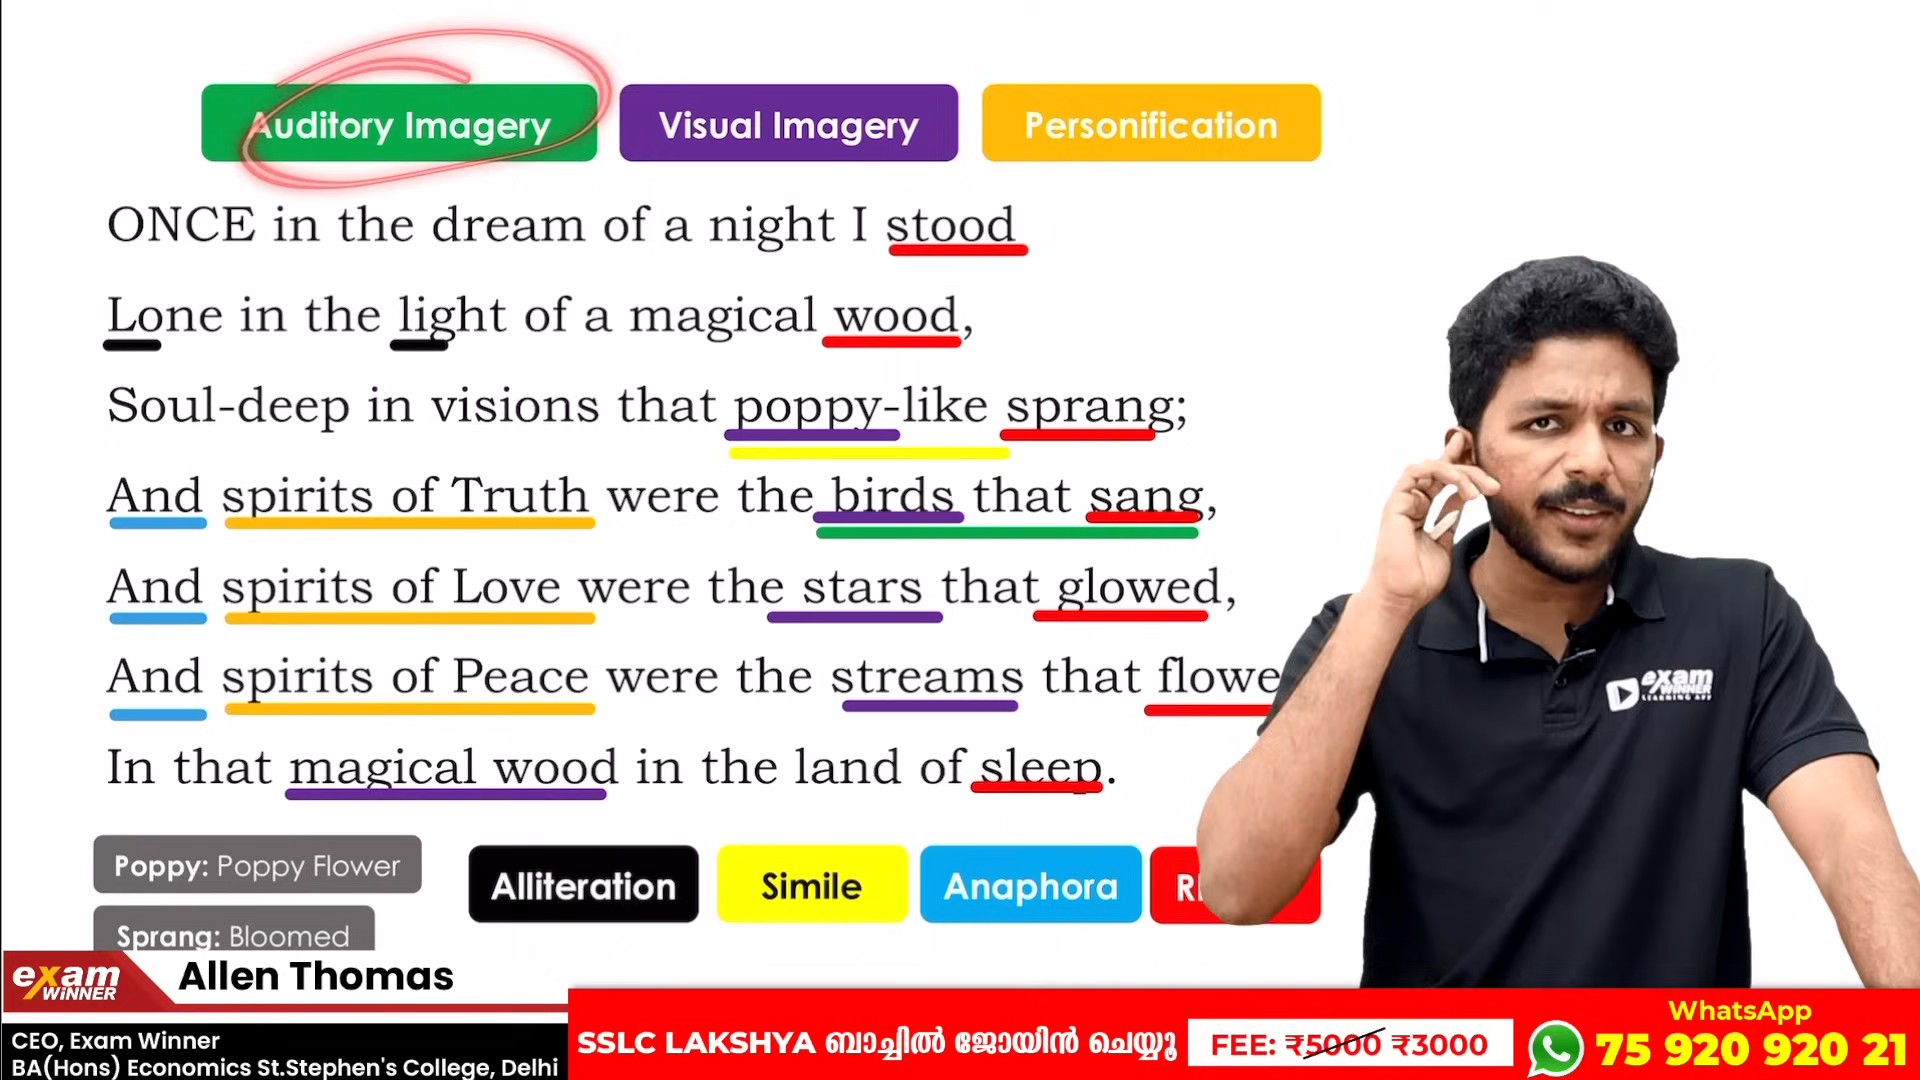 Auditory Imagery
Visual Imagery
Personification
ONCE in the dream of a night I stood
Lone in the light of a magical wood,
Soul-deep in visions that poppy-like sprang;
And spirits of Truth were the birds that sang,
And spirits of Love were the stars that glowed,
And spirits of Peace were the streams that flowe
In that magical wood in the land of sleep.
Poppy: Poppy Flower
Sprang: Bloomed
Alliteration
Simile
Anaphora
exam
WINNER
LEARNING APP
exam
WINNER
Allen Thomas
CEO, Exam Winner
BA(Hons) Economics St.Stephen's College, Delhi
SSLC LAKSHYA ബാച്ചിൽ ജോയിൻ ചെയ്യൂ
FEE: ₹5000 ₹3000
WhatsApp
75 920 920 21